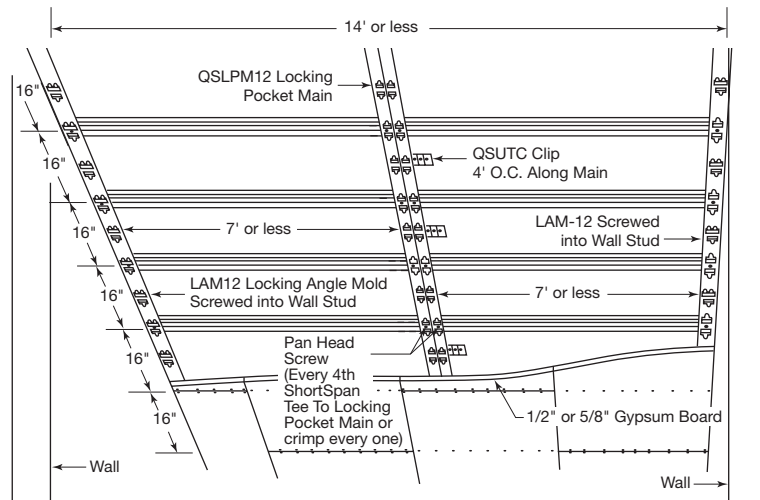 14' or less
QSLPM12 Locking
Pocket Main
16"
16"
QSUTC Clip
4' O.C. Along Main
16"
7' or less
LAM-12 Screwed
into Wall Stud
16"
LAM12 Locking Angle Mold
Screwed into Wall Stud
7' or less
16"
Pan Head
Screw
(Every 4th
ShortSpan
Tee To Locking
Pocket Main or
crimp every one)
16"
1/2" or 5/8" Gypsum Board
Wall
Wall